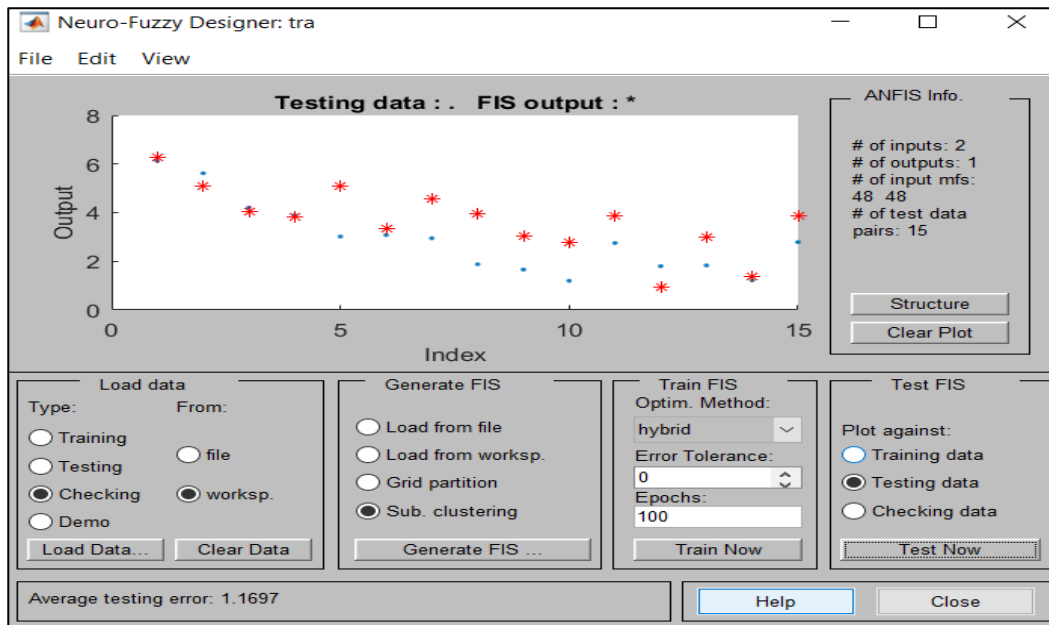 Neuro-Fuzzy Designer: tra
File Edit View
Testing data : . FIS output : *
8
6
4
2
0
Output
0 5 10 15
Index
ANFIS Info.
# of inputs: 2
# of outputs: 1
# of input mfs:
48 48
# of test data
pairs: 15
Structure
Clear Plot
Load data
Type: From:
Training
Testing
Checking
Demo
file
worksp.
Load Data... Clear Data
Generate FIS
Load from file
Load from worksp.
Grid partition
Sub. clustering
Generate FIS ...
Train FIS
Optim. Method:
hybrid
Error Tolerance:
0
Epochs:
100
Train Now
Test FIS
Plot against:
Training data
Testing data
Checking data
Test Now
Average testing error: 1.1697
Help Close